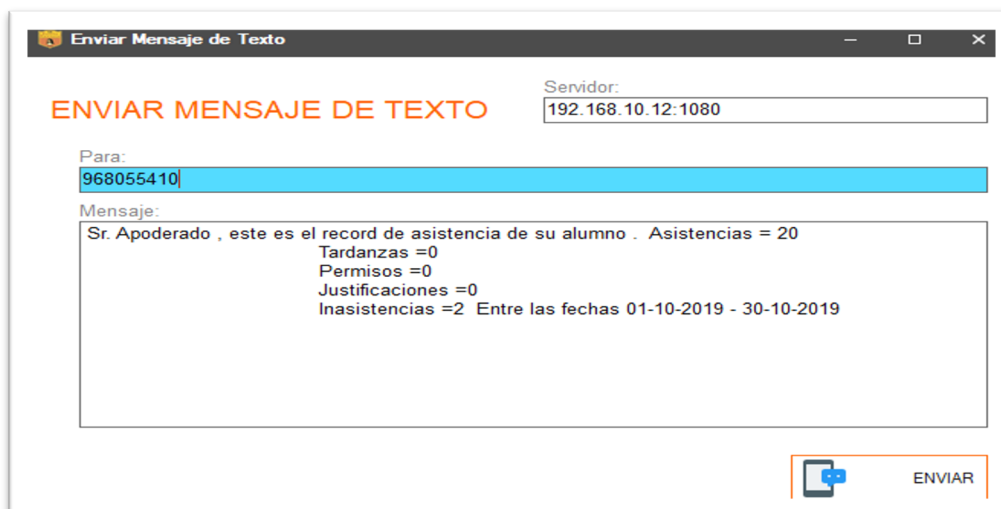 Enviar Mensaje de Texto
Servidor:
ENVIAR MENSAJE DE TEXTO
192.168.10.12:1080
Para:
968055410
Mensaje:
Sr. Apoderado , este es el record de asistencia de su alumno . Asistencias = 20
Tardanzas =0
Permisos =0
Justificaciones =0
Inasistencias =2 Entre las fechas 01-10-2019 - 30-10-2019
ENVIAR